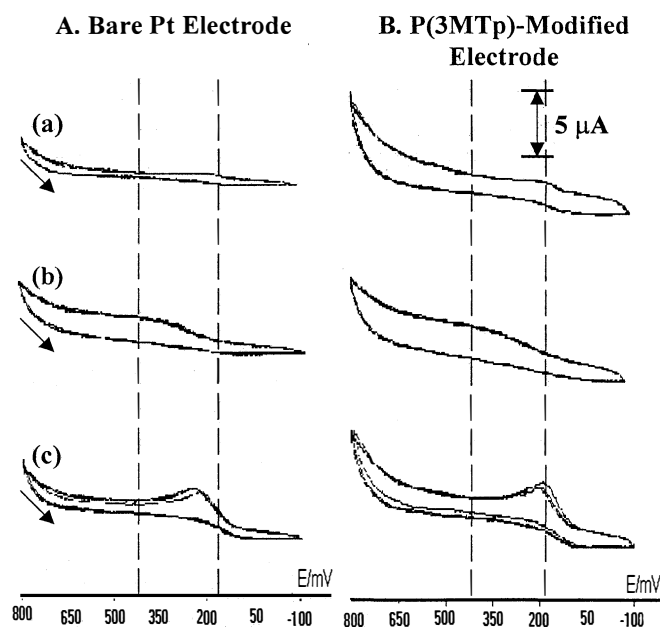 A. Bare Pt Electrode
B. P(3MTp)-Modified
Electrode
(a)
5 μA
(b)
(c)
E/mV
E/mV
800 650 500 350 200 50 -100
800 650 500 350 200 50 -100